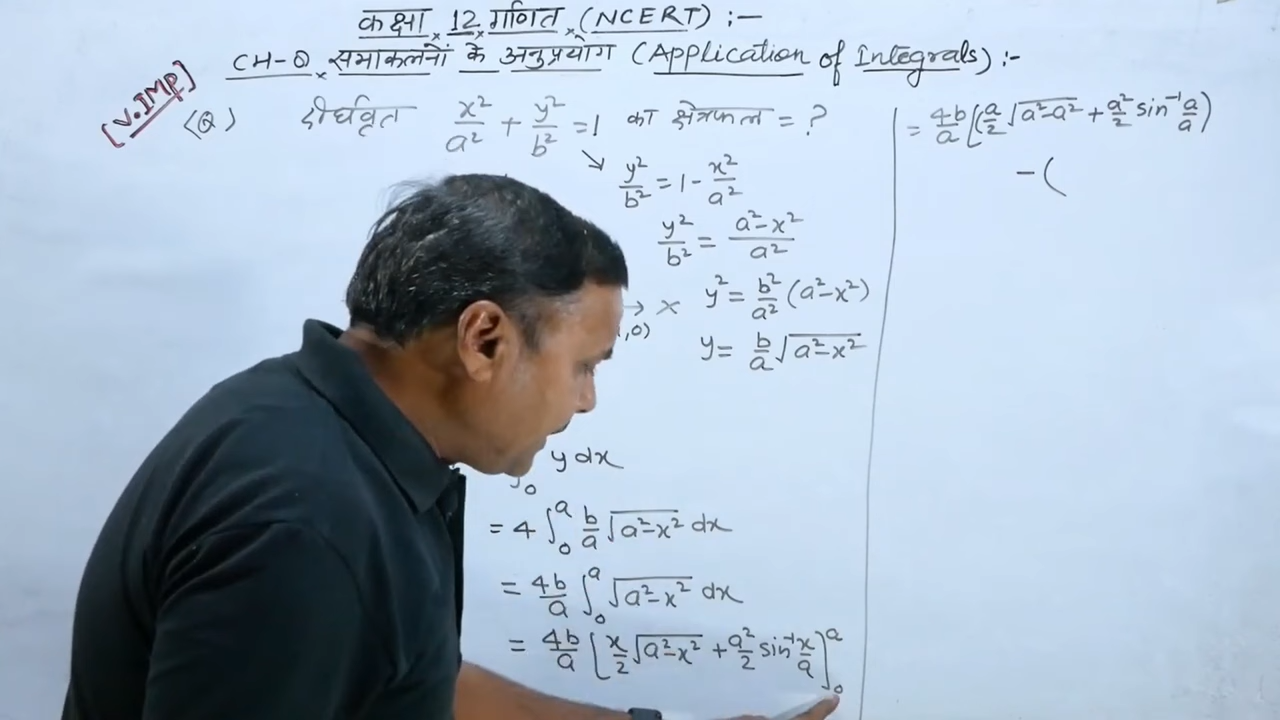 कक्षा 12 गणित (NCERT) :—
CH-8 समाकलनों के अनुप्रयोग (Application of Integrals) :-
[V.IMP]
(Q) दीर्घवृत x²/a² + y²/b² = 1 का क्षेत्रफल = ?
y²/b² = 1 - x²/a²
y²/b² = (a²-x²)/a²
→ x y² = b²/a² (a²-x²)
,0)
y = b/a √(a²-x²)
∫₀ y dx
= 4 ∫₀ᵃ b/a √(a²-x²) dx
= 4b/a ∫₀ᵃ √(a²-x²) dx
= 4b/a [x/2 √(a²-x²) + a²/2 sin⁻¹ x/a]₀ᵃ
= 4b/a [(a/2 √(a²-a²) + a²/2 sin⁻¹ a/a)
- (